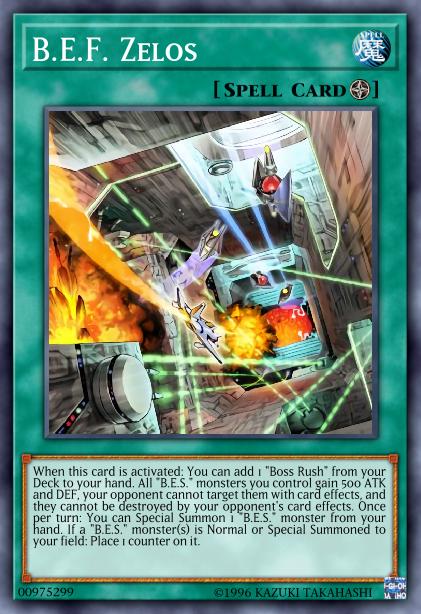 B.E.F. Zelos
SPELL
魔
[Spell Card]
When this card is activated: You can add 1 "Boss Rush" from your
Deck to your hand. All "B.E.S." monsters you control gain 500 ATK
and DEF, your opponent cannot target them with card effects, and
they cannot be destroyed by your opponent's card effects. Once
per turn: You can Special Summon 1 "B.E.S." monster from your
hand. If a "B.E.S." monster(s) is Normal or Special Summoned to
your field: Place 1 counter on it.
00975299 ©1996 KAZUKI TAKAHASHI